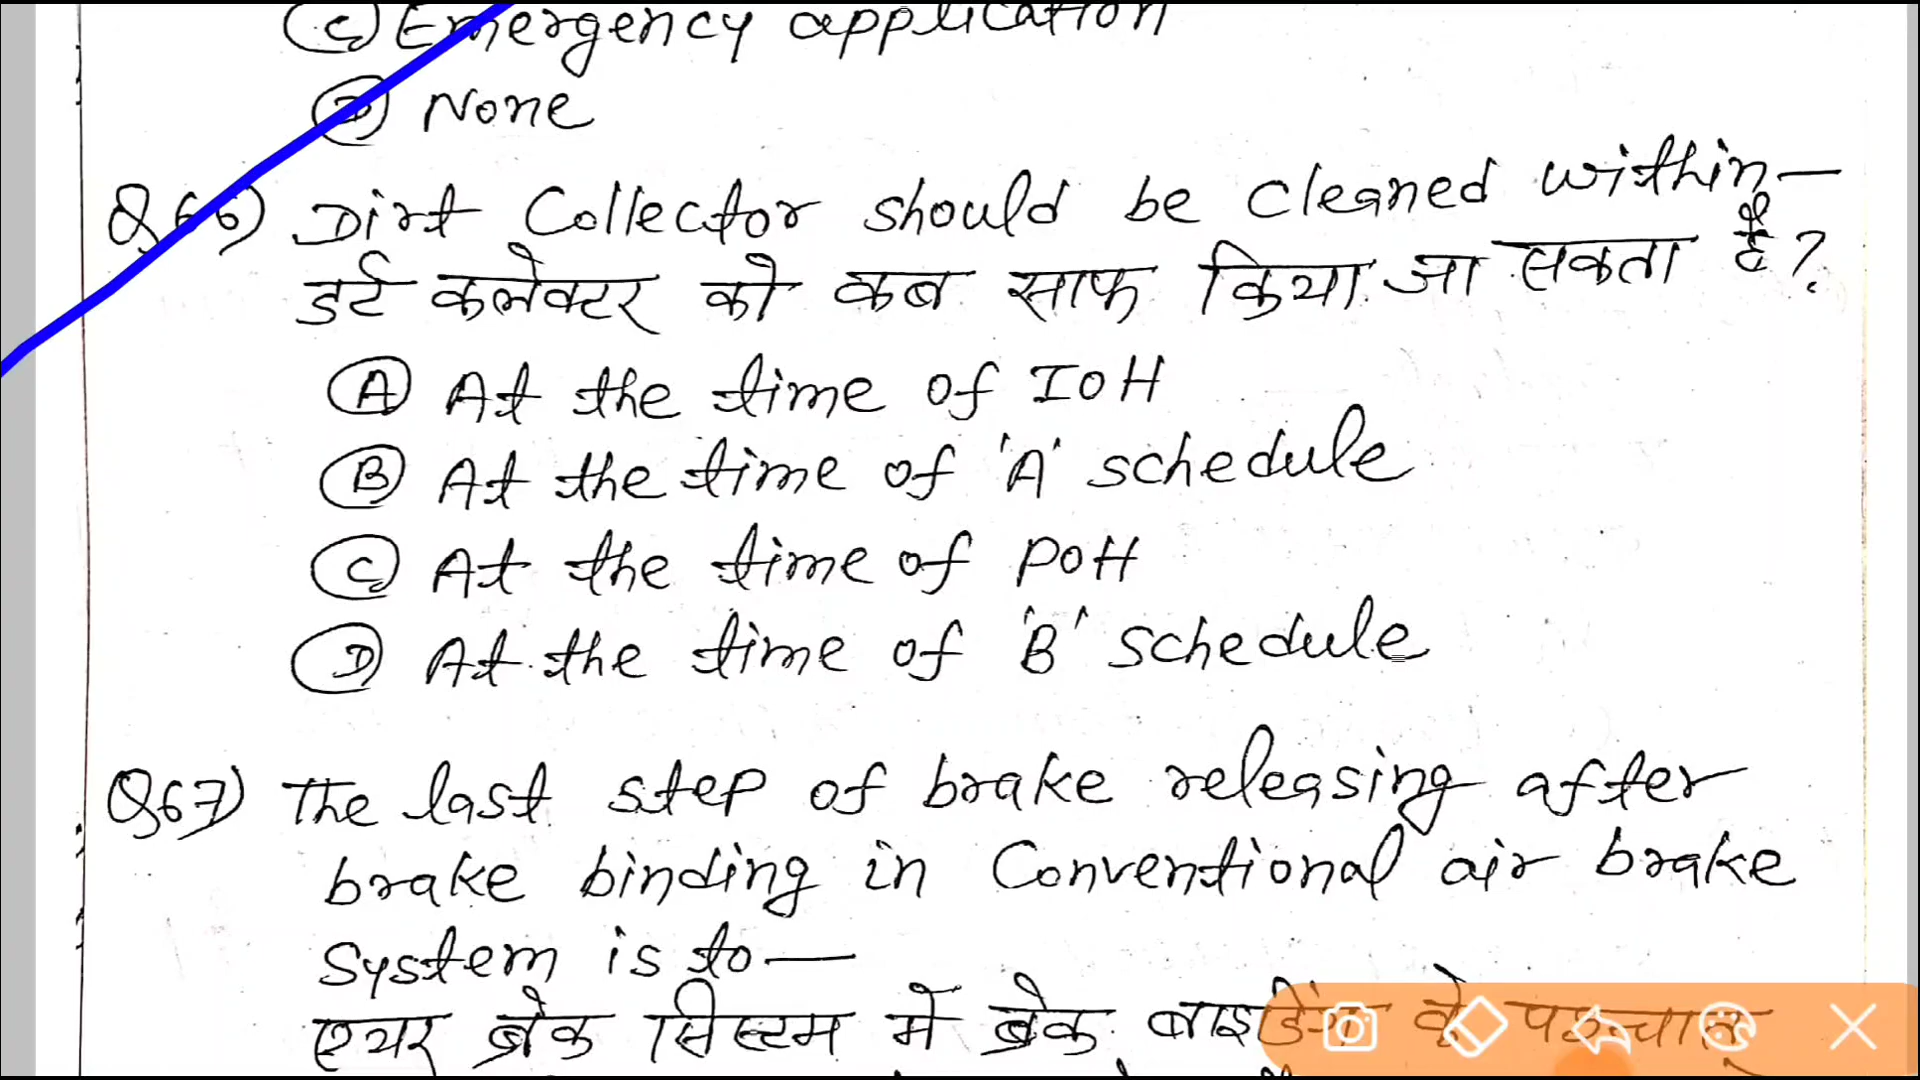 (C) Emergency application
(D) None
Q66) Dirt Collector should be cleaned within—
डर्ट कलेक्टर को कब साफ किया जा सकता है?
(A) At the time of IOH
(B) At the time of 'A' schedule
(C) At the time of POH
(D) At the time of 'B' schedule
Q67) The last step of brake releasing after
brake binding in Conventional air brake
System is to —
एयर ब्रेक सिस्टम में ब्रेक बाइडिंग के पश्चात्